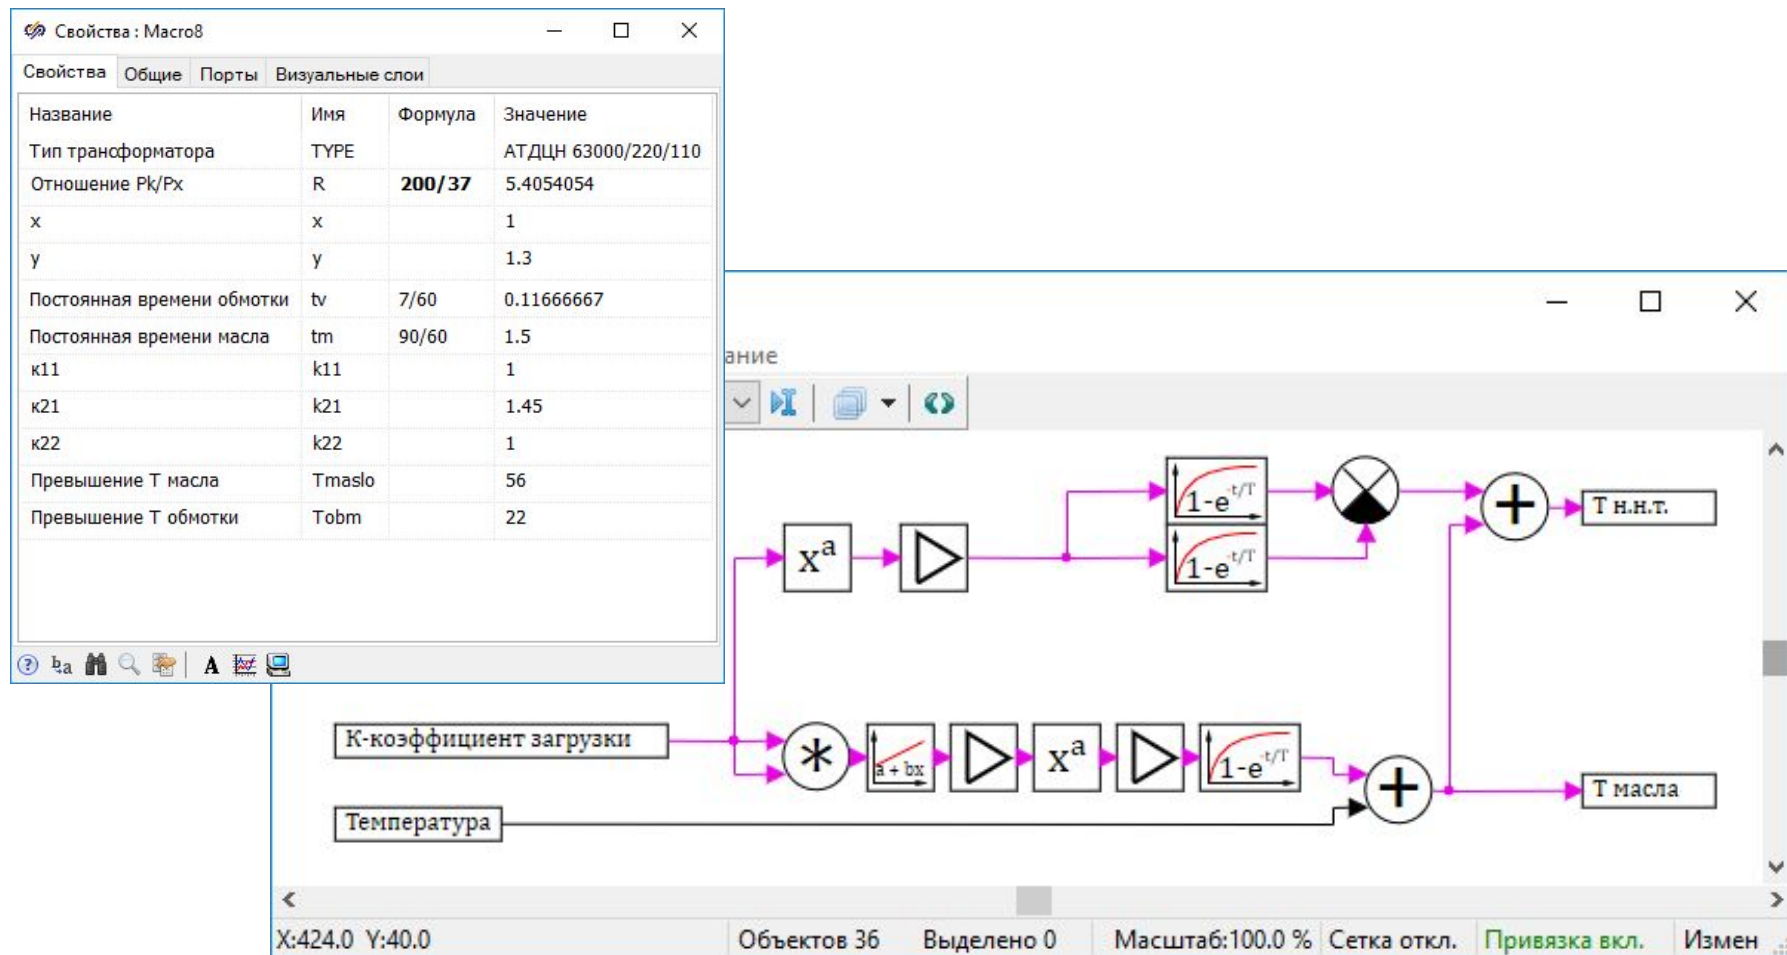 Свойства : Macro8
Свойства Общие Порты Визуальные слои
Название Имя Формула Значение
Тип трансформатора TYPE АТДЦН 63000/220/110
Отношение Pk/Px R 200/37 5.4054054
x x 1
y y 1.3
Постоянная времени обмотки tv 7/60 0.11666667
Постоянная времени масла tm 90/60 1.5
к11 k11 1
к21 k21 1.45
к22 k22 1
Превышение Т масла Tmaslo 56
Превышение Т обмотки Tobm 22
? ba A
ание
1-e^-t/T
Т н.н.т.
x^a
1-e^-t/T
К-коэффициент загрузки
* a + bx x^a 1-e^-t/T +
Т масла
Температура
X:424.0 Y:40.0 Объектов 36 Выделено 0 Масштаб:100.0 % Сетка откл. Привязка вкл. Измен